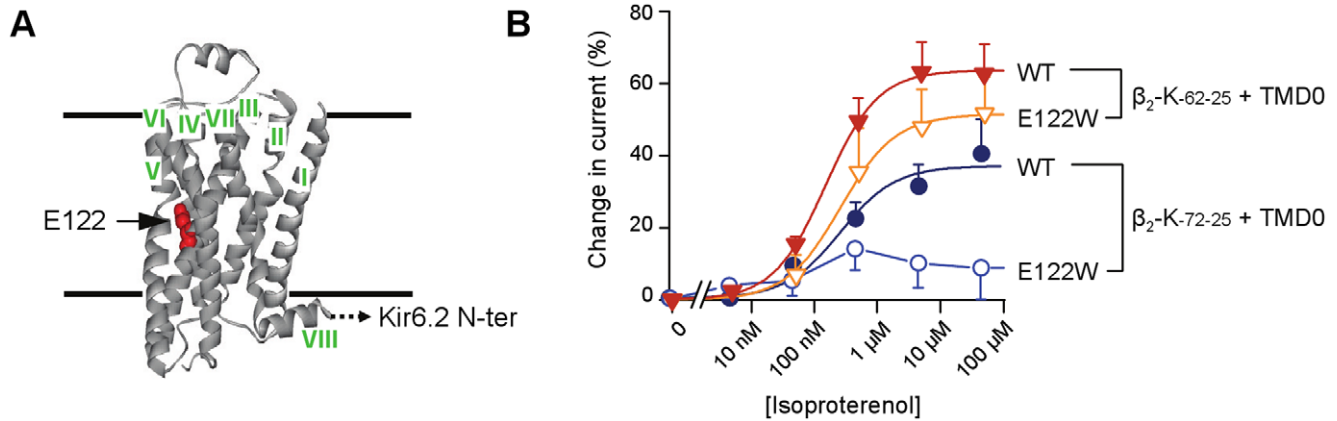 A
VI
IV
VII
III
II
V
I
E122
Kir6.2 N-ter
VIII
B
Change in current (%)
80
60
40
20
0
0
10 nM
100 nM
1 µM
10 µM
100 µM
[Isoproterenol]
WT
E122W
β₂-K-62-25 + TMD0
WT
E122W
β₂-K-72-25 + TMD0